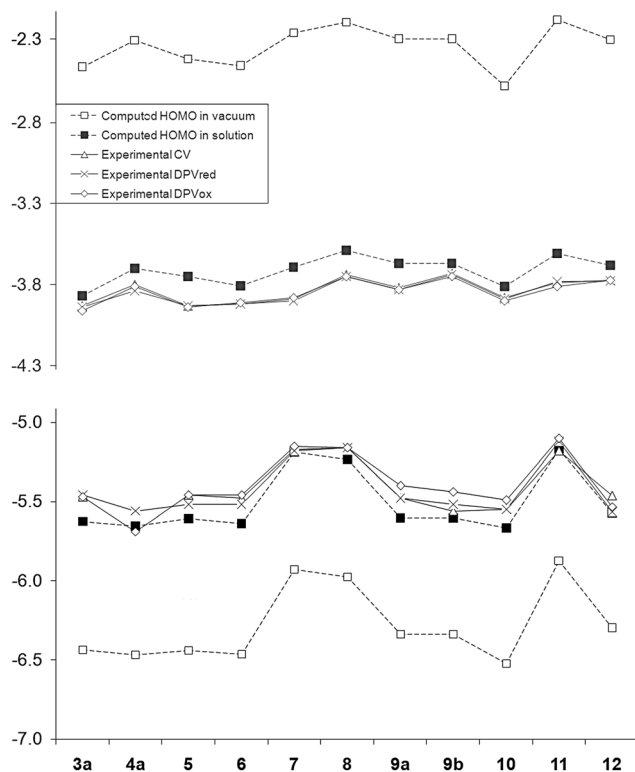 -2.3
-2.8
Computed HOMO in vacuum
Computed HOMO in solution
Experimental CV
Experimental DPVred
Experimental DPVox
-3.3
-3.8
-4.3
-5.0
-5.5
-6.0
-6.5
-7.0
3a 4a 5 6 7 8 9a 9b 10 11 12